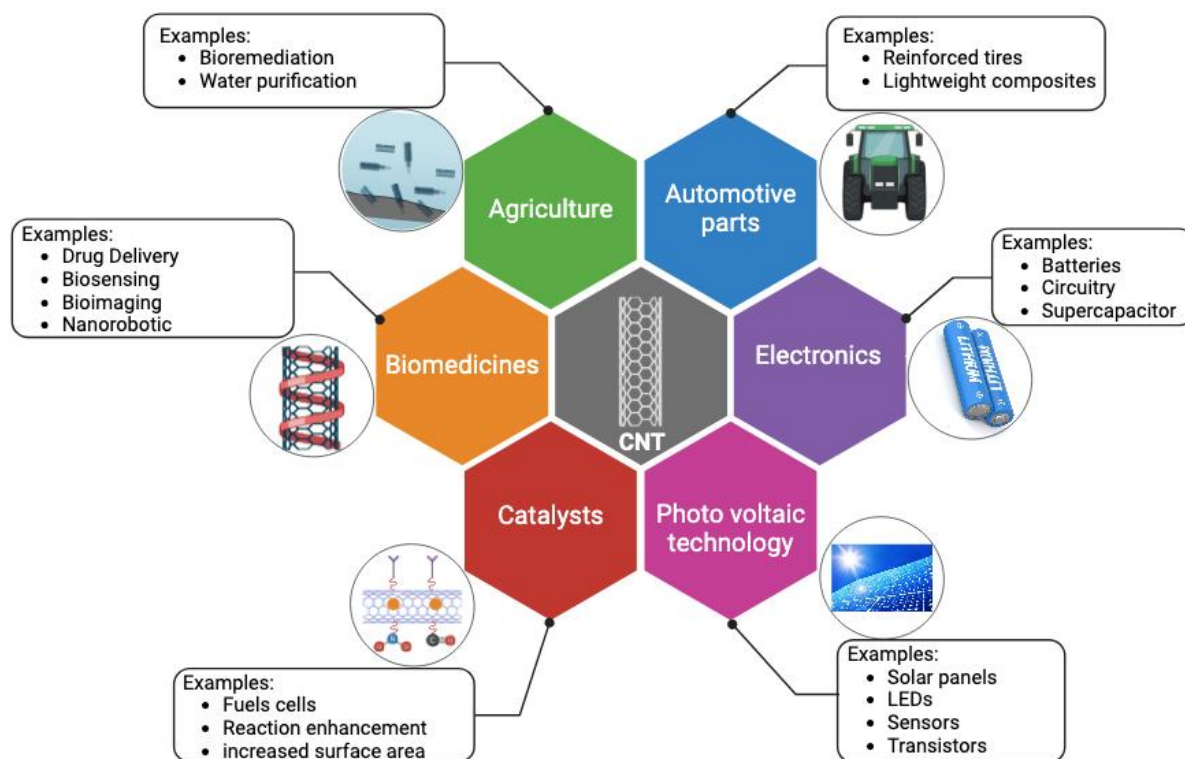 Examples:
• Bioremediation
• Water purification
Examples:
• Reinforced tires
• Lightweight composites
Agriculture
Automotive
parts
Examples:
• Drug Delivery
• Biosensing
• Bioimaging
• Nanorobotic
Examples:
• Batteries
• Circuitry
• Supercapacitor
Biomedicines
CNT
Electronics
LITHIUM
LITHIUM
Catalysts
Photo voltaic
technology
N
C
Examples:
• Fuels cells
• Reaction enhancement
• increased surface area
Examples:
• Solar panels
• LEDs
• Sensors
• Transistors